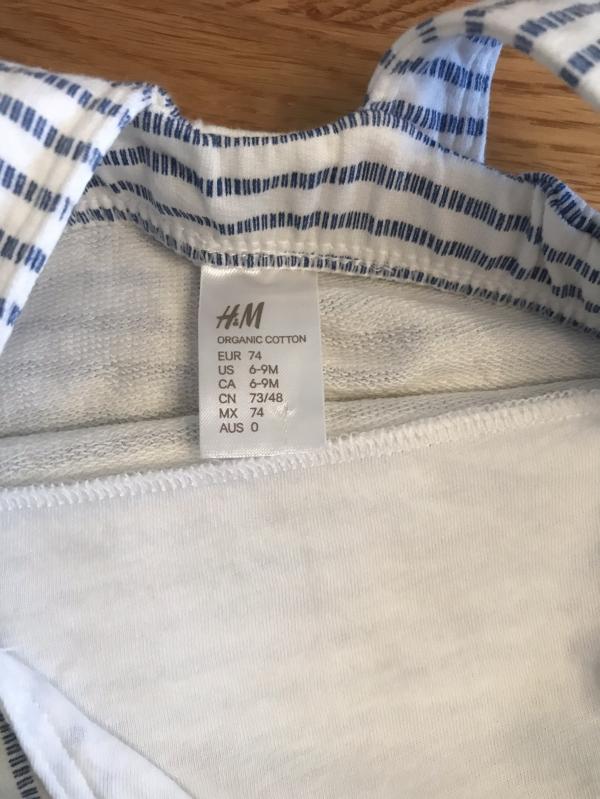 H&M
ORGANIC COTTON
EUR 74
US 6-9M
CA 6-9M
CN 73/48
MX 74
AUS 0